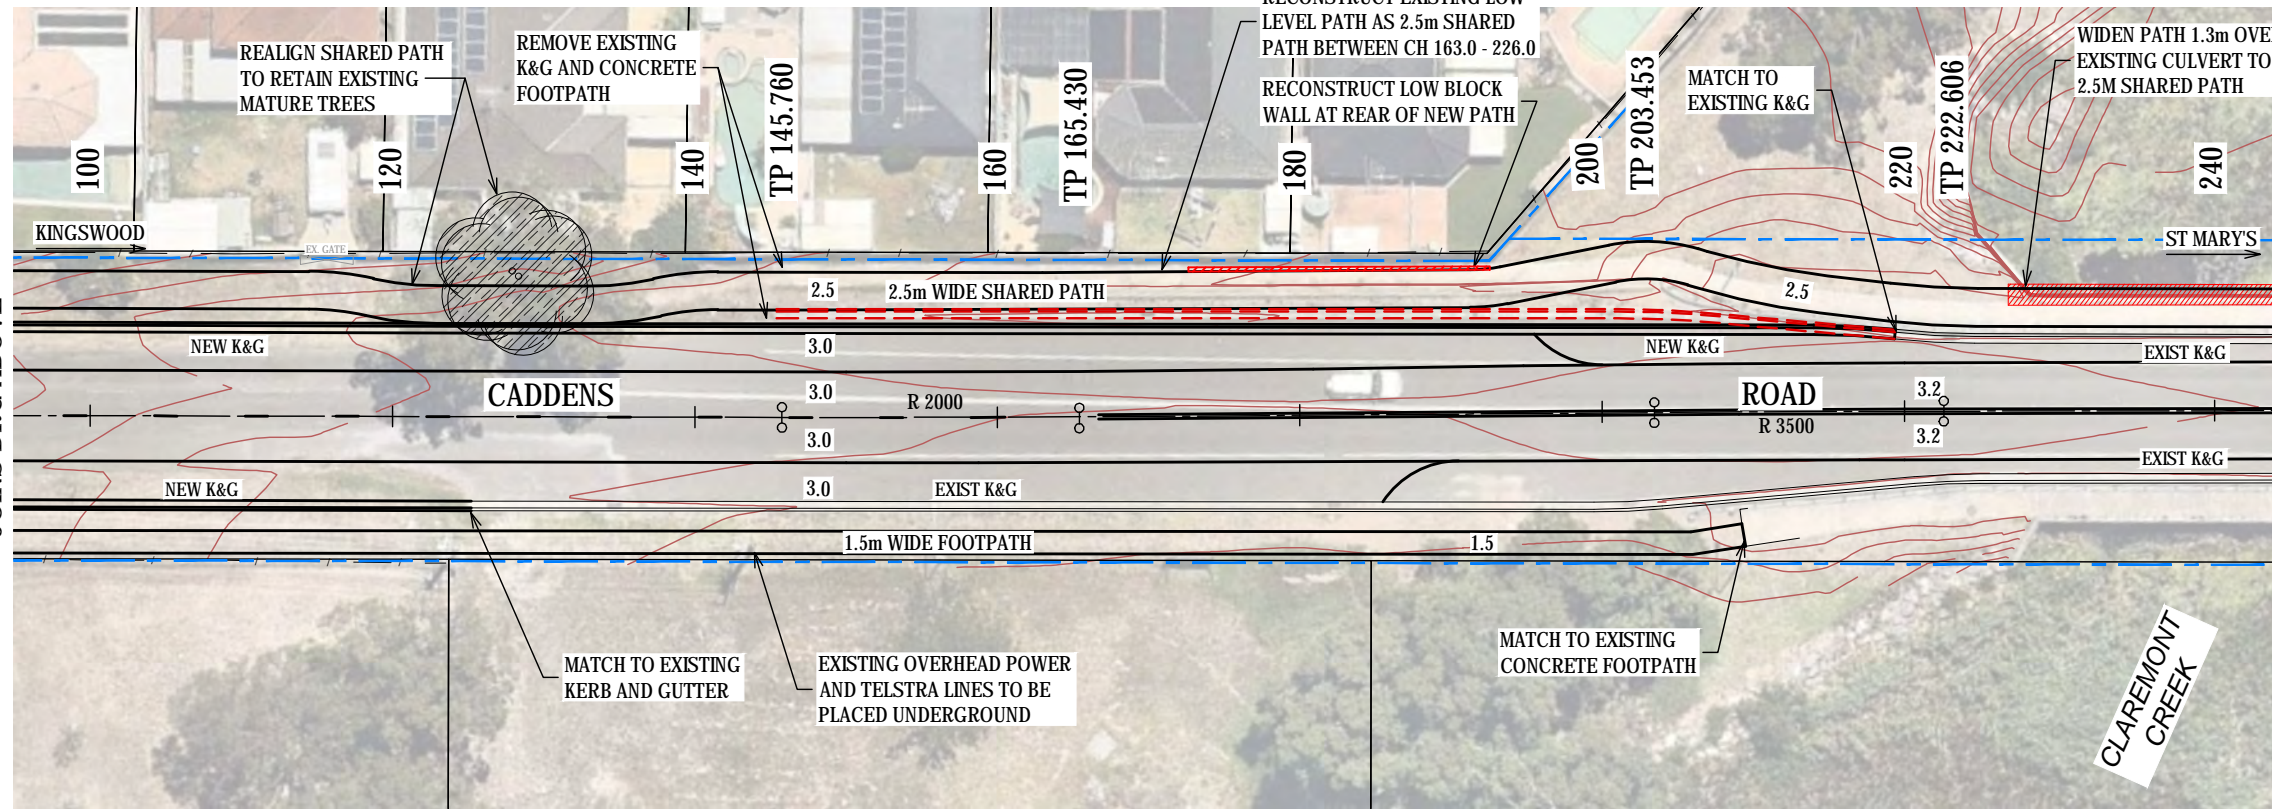 REALIGN SHARED PATH
TO RETAIN EXISTING
MATURE TREES
REMOVE EXISTING
K&G AND CONCRETE
FOOTPATH
RECONSTRUCT EXISTING LOW
LEVEL PATH AS 2.5m SHARED
PATH BETWEEN CH 163.0 - 226.0
RECONSTRUCT LOW BLOCK
WALL AT REAR OF NEW PATH
MATCH TO
EXISTING K&G
WIDEN PATH 1.3m OVE
EXISTING CULVERT TO
2.5M SHARED PATH
100
120
140
TP 145.760
160
TP 165.430
180
200
TP 203.453
220
TP 222.606
240
KINGSWOOD
EX. GATE
ST MARY'S
2.5
2.5m WIDE SHARED PATH
2.5
NEW K&G
3.0
NEW K&G
EXIST K&G
CADDENS
3.0
R 2000
ROAD
3.2
R 3500
3.0
3.2
EXIST K&G
NEW K&G
3.0
EXIST K&G
1.5m WIDE FOOTPATH
1.5
MATCH TO EXISTING
KERB AND GUTTER
EXISTING OVERHEAD POWER
AND TELSTRA LINES TO BE
PLACED UNDERGROUND
MATCH TO EXISTING
CONCRETE FOOTPATH
CLAREMONT
CREEK